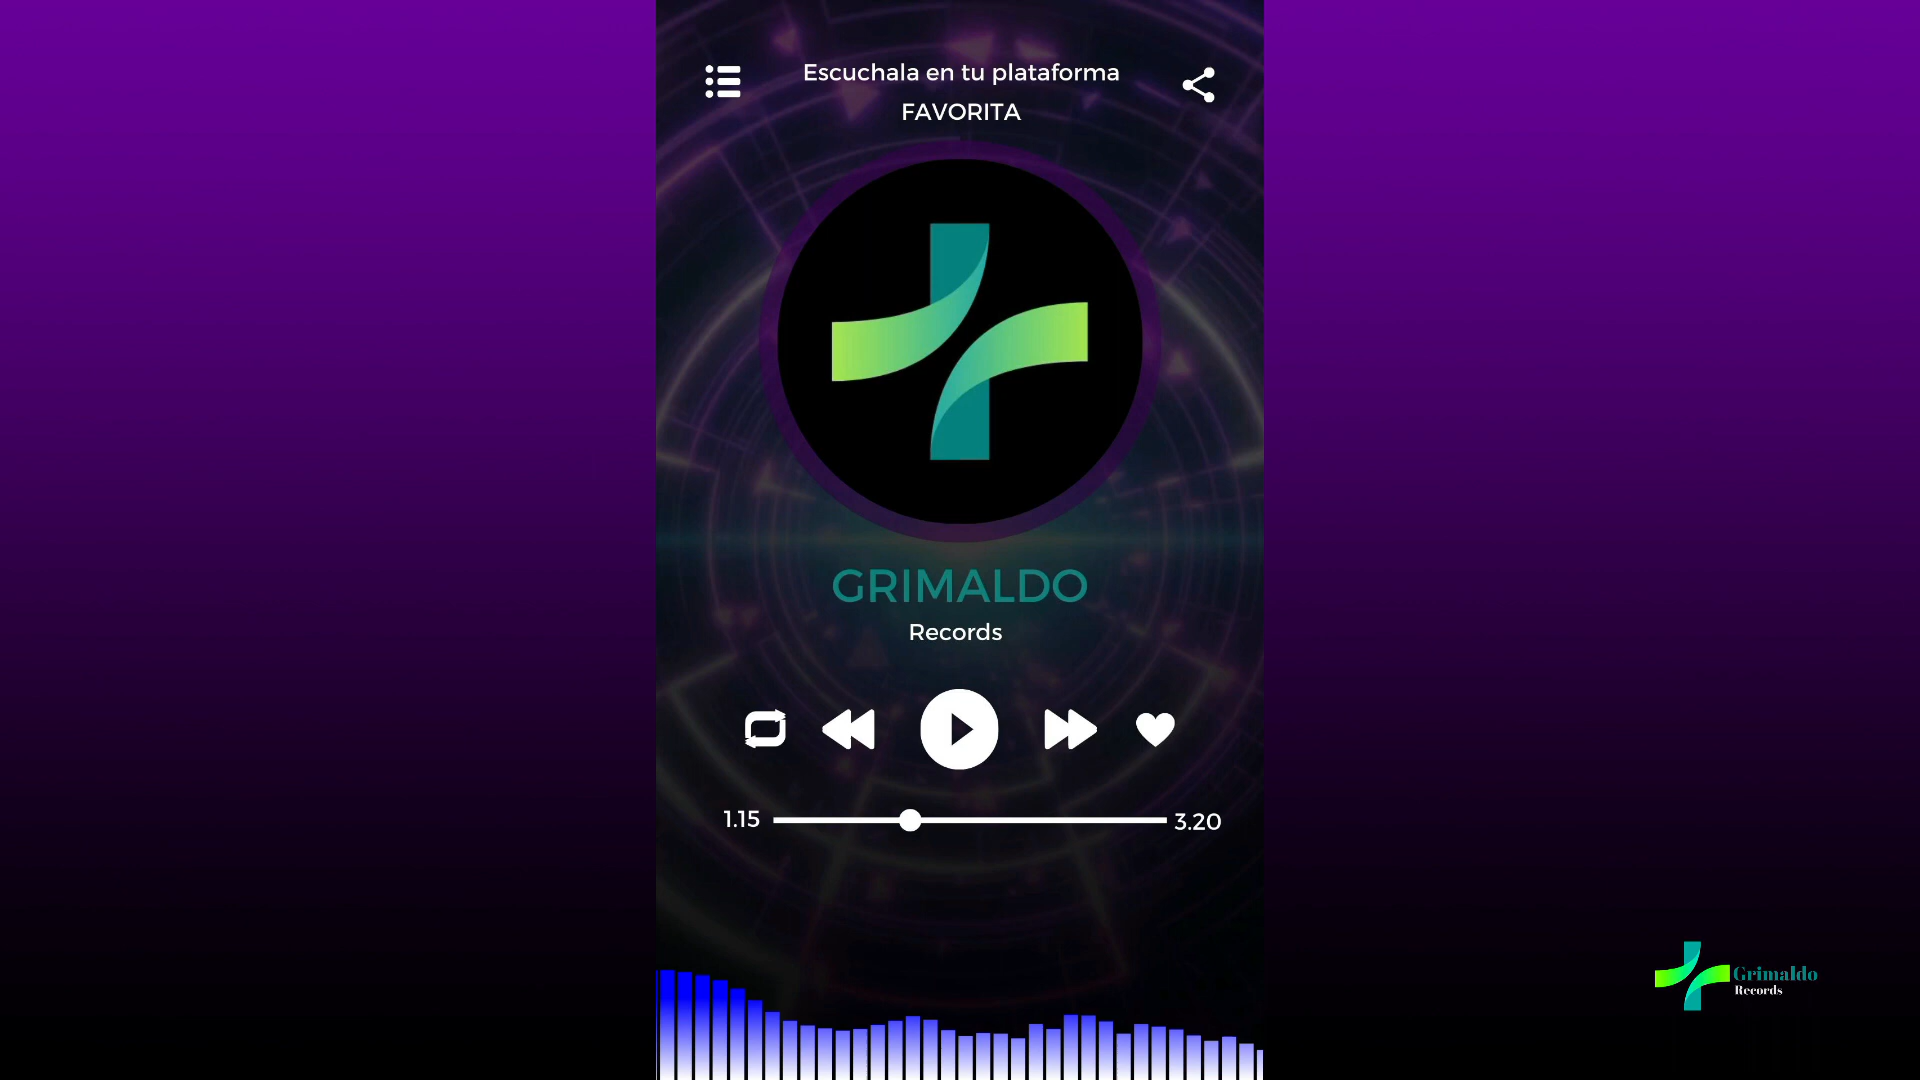 Escuchala en tu plataforma
FAVORITA
GRIMALDO
Records
1.15
3.20
Grimaldo
Records